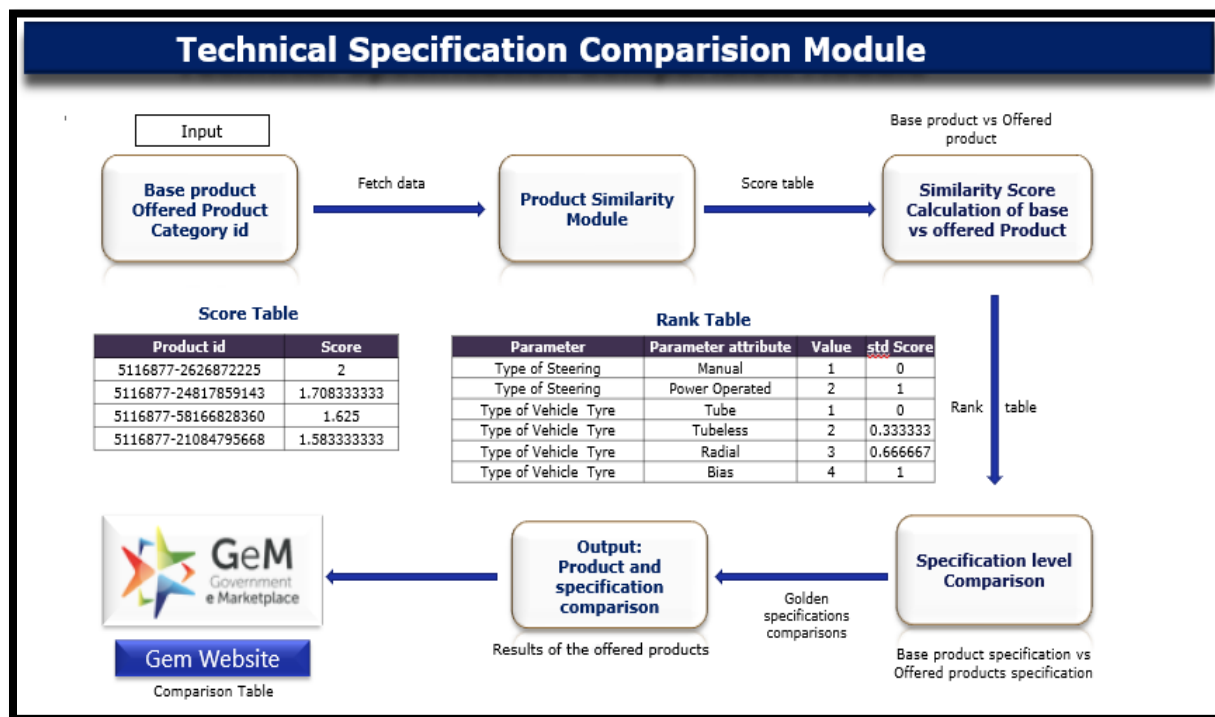 Technical Specification Comparision Module
Input
Base product
Offered Product
Category id
Fetch data
Product Similarity
Module
Score table
Base product vs Offered
product
Similarity Score
Calculation of base
vs offered Product
Score Table
Product id Score
5116877-2626872225 2
5116877-24817859143 1.708333333
5116877-58166828360 1.625
5116877-21084795668 1.583333333
Rank Table
Parameter Parameter attribute Value std Score
Type of Steering Manual 1 0
Type of Steering Power Operated 2 1
Type of Vehicle Tyre Tube 1 0
Type of Vehicle Tyre Tubeless 2 0.333333
Type of Vehicle Tyre Radial 3 0.666667
Type of Vehicle Tyre Bias 4 1
Rank table
Specification level
Comparison
Base product specification vs
Offered products specification
Golden
specifications
comparisons
Output:
Product and
specification
comparison
Results of the offered products
GeM
Government
e Marketplace
Gem Website
Comparison Table